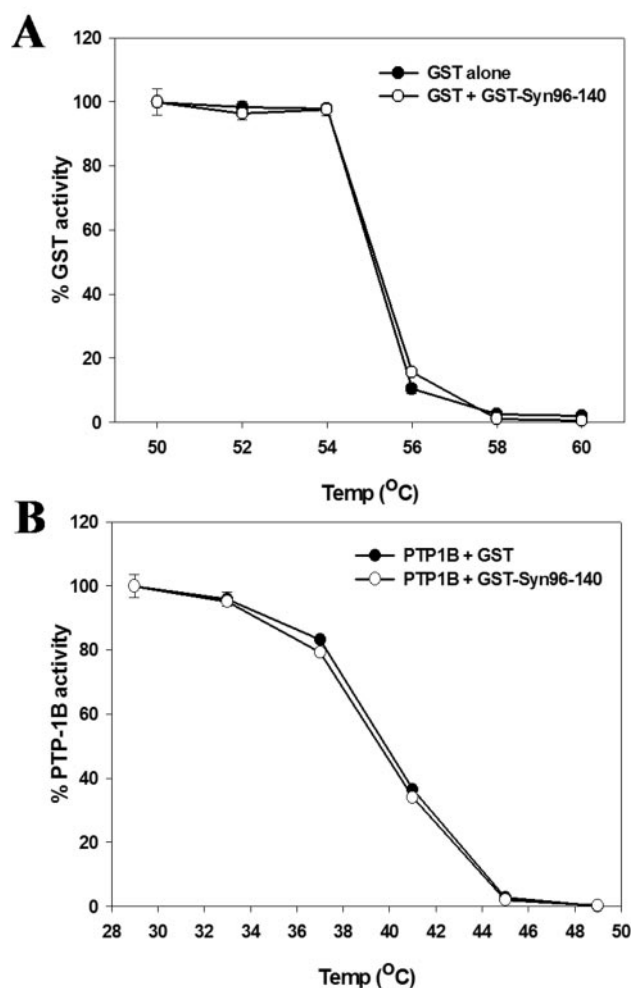 A
120
100
80
60
40
20
0
% GST activity
GST alone
GST + GST-Syn96-140
50 52 54 56 58 60
Temp (OC)
B
120
100
80
60
40
20
0
% PTP-1B activity
PTP1B + GST
PTP1B + GST-Syn96-140
28 30 32 34 36 38 40 42 44 46 48 50
Temp (OC)